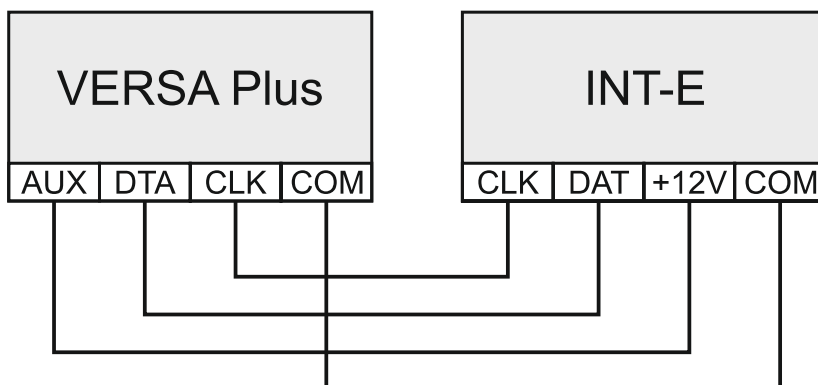 VERSA Plus
INT-E
AUX DTA CLK COM
CLK DAT +12V COM